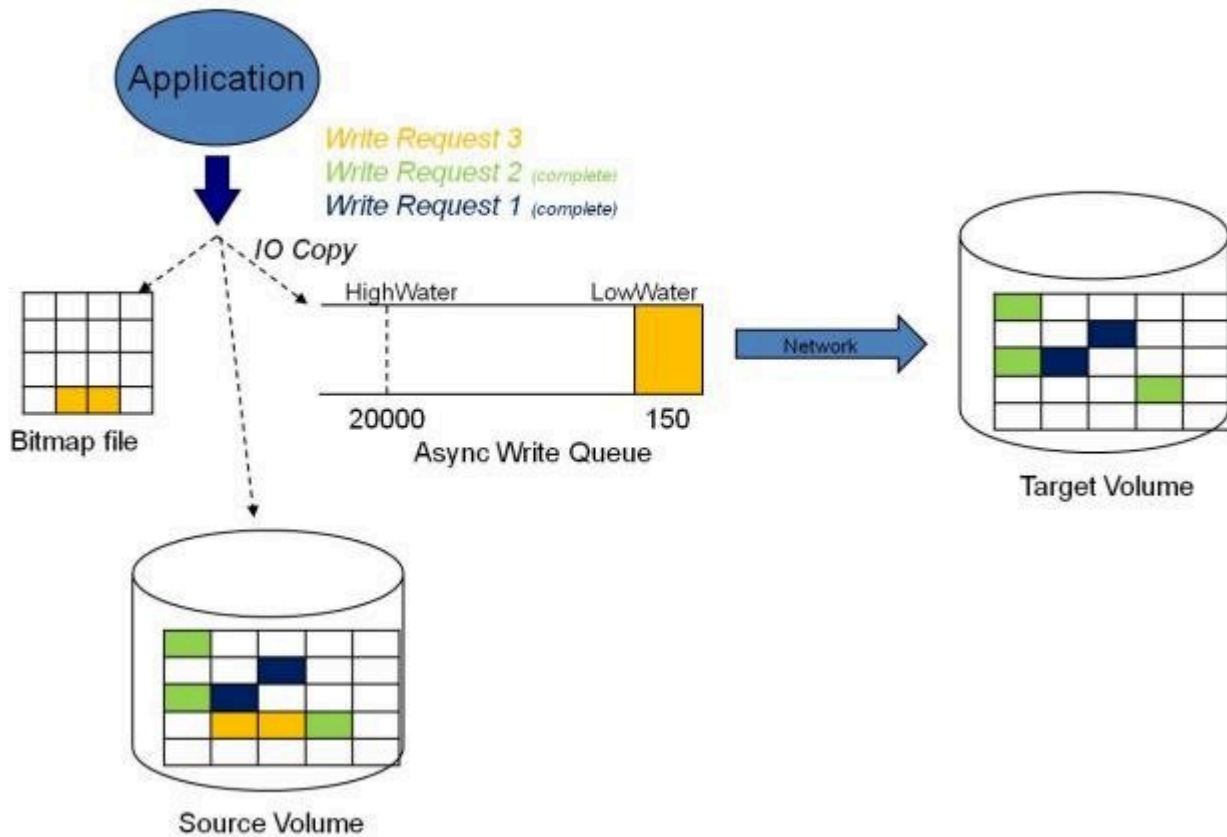 Application
Write Request 3
Write Request 2 (complete)
Write Request 1 (complete)
IO Copy
HighWater
LowWater
Network
20000
150
Async Write Queue
Bitmap file
Target Volume
Source Volume